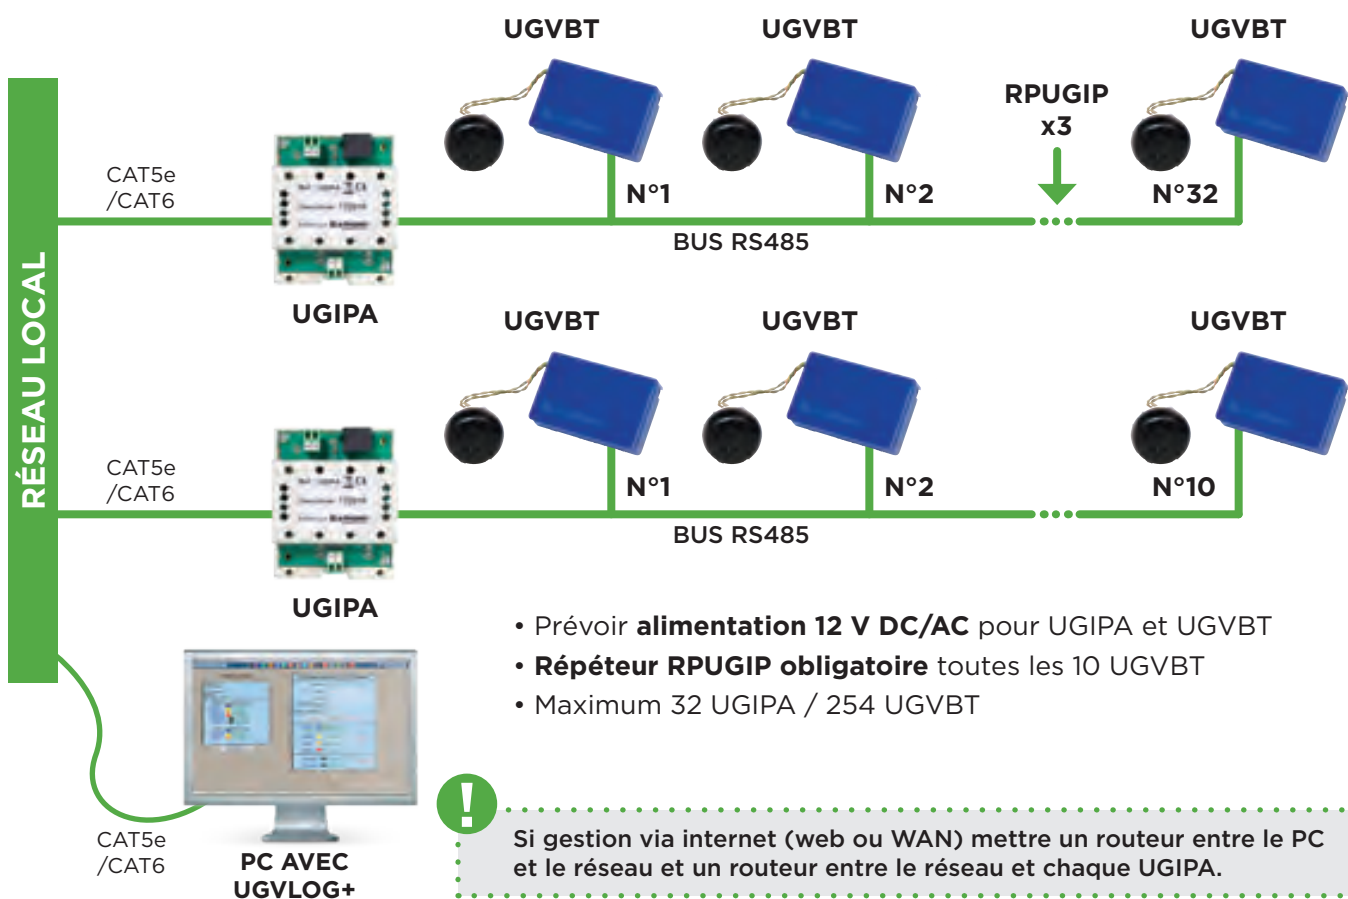 UGVBT
UGVBT
UGVBT
RPUGIP
x3
CAT5e
/CAT6
N°1
N°2
N°32
BUS RS485
UGIPA
RÉSEAU LOCAL
UGVBT
UGVBT
UGVBT
CAT5e
/CAT6
N°1
N°2
N°10
BUS RS485
UGIPA
• Prévoir alimentation 12 V DC/AC pour UGIPA et UGVBT
• Répéteur RPUGIP obligatoire toutes les 10 UGVBT
• Maximum 32 UGIPA / 254 UGVBT
CAT5e
/CAT6
PC AVEC
UGVLOG+
!
Si gestion via internet (web ou WAN) mettre un routeur entre le PC
et le réseau et un routeur entre le réseau et chaque UGIPA.